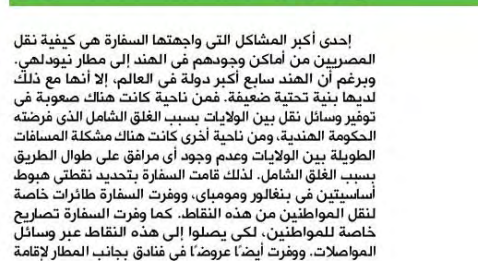 إحدى أكبر المشاكل التى واجهتها السفارة هى كيفية نقل
المصريين من أماكن وجودهم فى الهند إلى مطار نيودلهي.
وبرغم أن الهند سابع أكبر دولة فى العالم، إلا أنها مع ذلك
لديها بنية تحتية ضعيفة. فمن ناحية كانت هناك صعوبة فى
توفير وسائل نقل بين الولايات بسبب الغلق الشامل الذى فرضته
الحكومة الهندية، ومن ناحية أخرى كانت هناك مشكلة المسافات
الطويلة بين الولايات وعدم وجود أى مرافق على طوال الطريق
بسبب الغلق الشامل. لذلك قامت السفارة بتحديد نقطتى هبوط
أساسيتين فى بنغالور ومومباى، ووفرت السفارة طائرات خاصة
لنقل المواطنين من هذه النقاط. كما وفرت السفارة تصاريح
خاصة للمواطنين، لكى يصلوا إلى هذه النقاط عبر وسائل
المواصلات. ووفرت أيضًا عروضًا فى فنادق بجانب المطار لإقامة